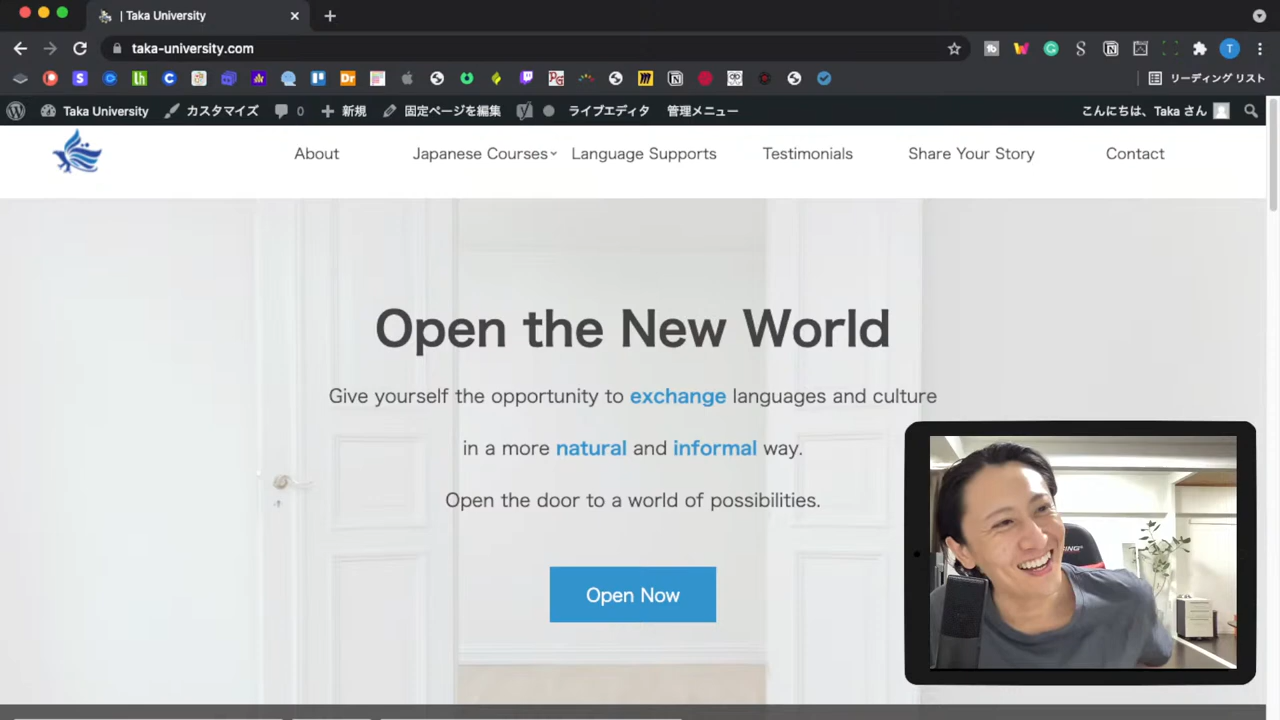 | Taka University
taka-university.com
リーディング リスト
Taka University カスタマイズ 0 新規 固定ページを編集 ライブエディタ 管理メニュー こんにちは、Taka さん
About Japanese Courses Language Supports Testimonials Share Your Story Contact
Open the New World
Give yourself the opportunity to exchange languages and culture
in a more natural and informal way.
Open the door to a world of possibilities.
Open Now